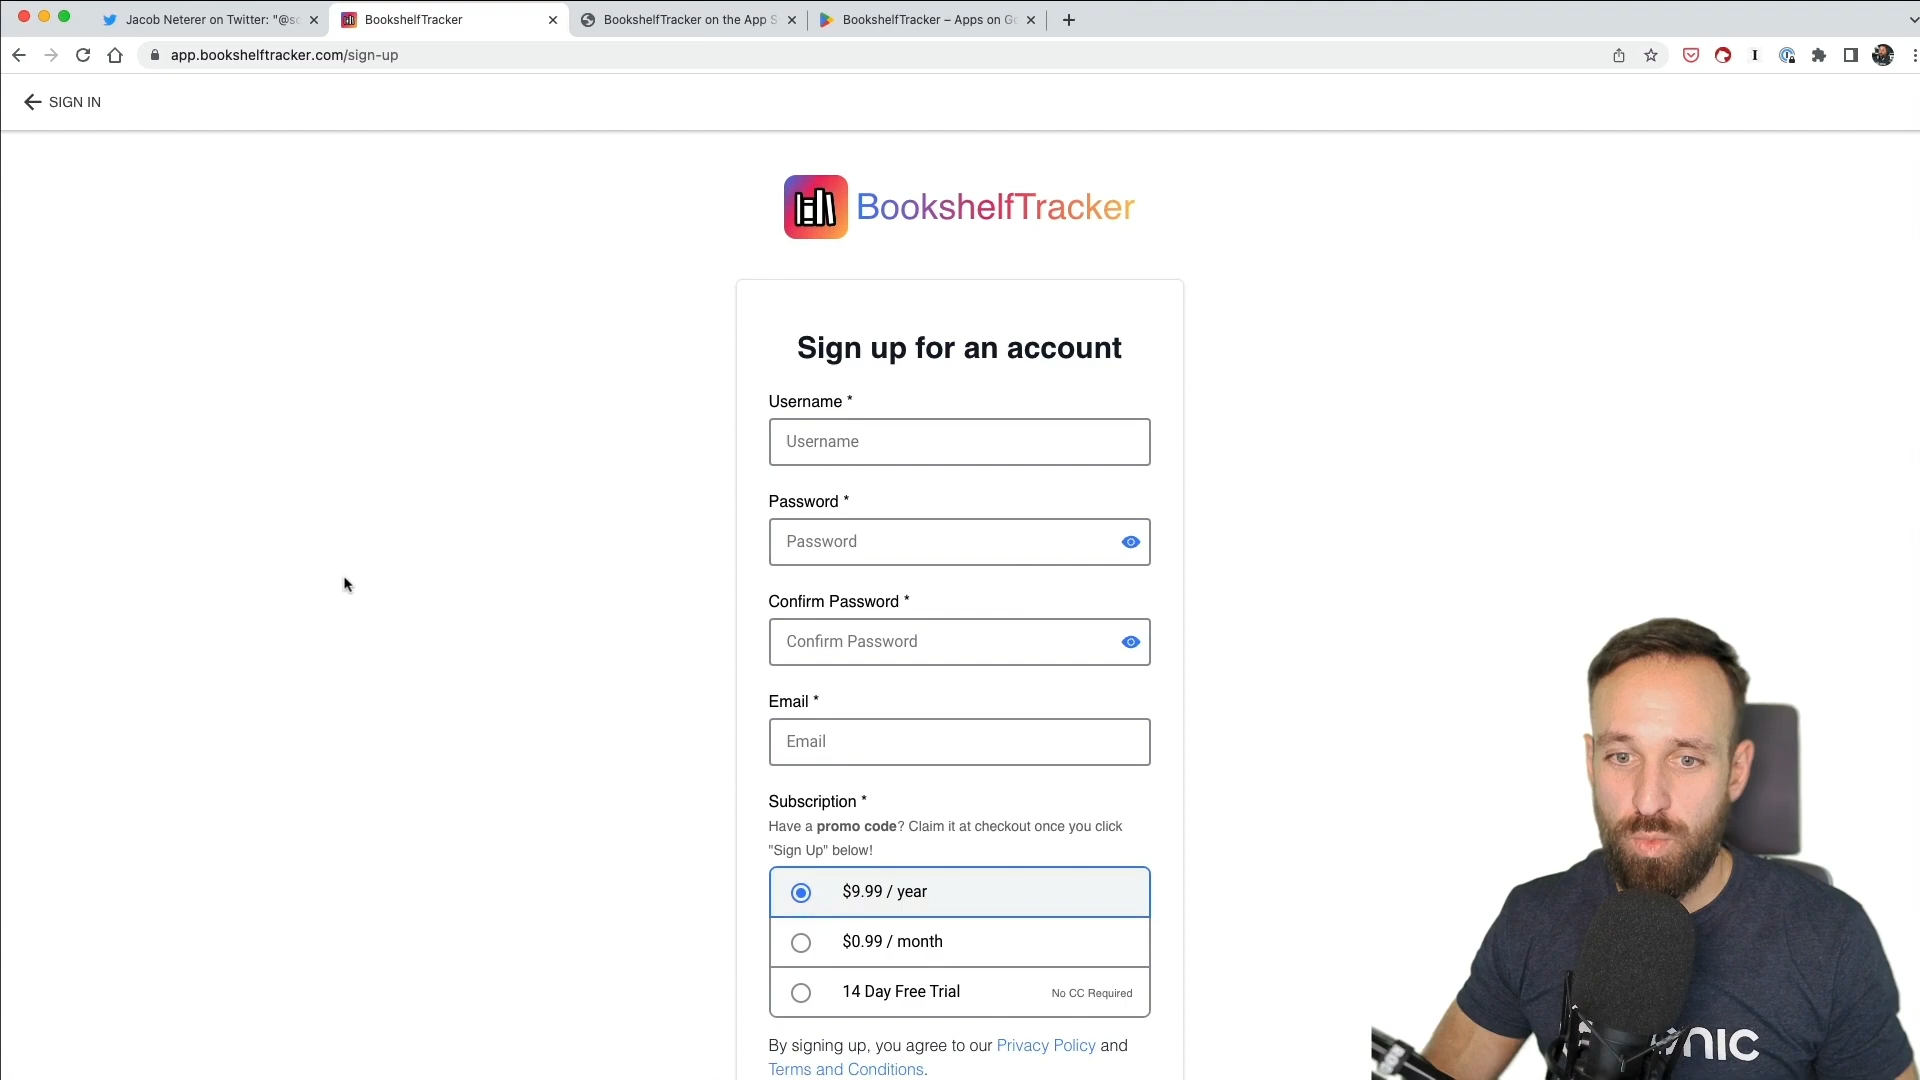 Jacob Neterer on Twitter: "@s
BookshelfTracker
BookshelfTracker on the App S
BookshelfTracker – Apps on Go
app.bookshelftracker.com/sign-up
SIGN IN
BookshelfTracker
Sign up for an account
Username *
Username
Password *
Password
Confirm Password *
Confirm Password
Email *
Email
Subscription *
Have a promo code? Claim it at checkout once you click
"Sign Up" below!
$9.99 / year
$0.99 / month
14 Day Free Trial
No CC Required
By signing up, you agree to our Privacy Policy and
Terms and Conditions.
NIC